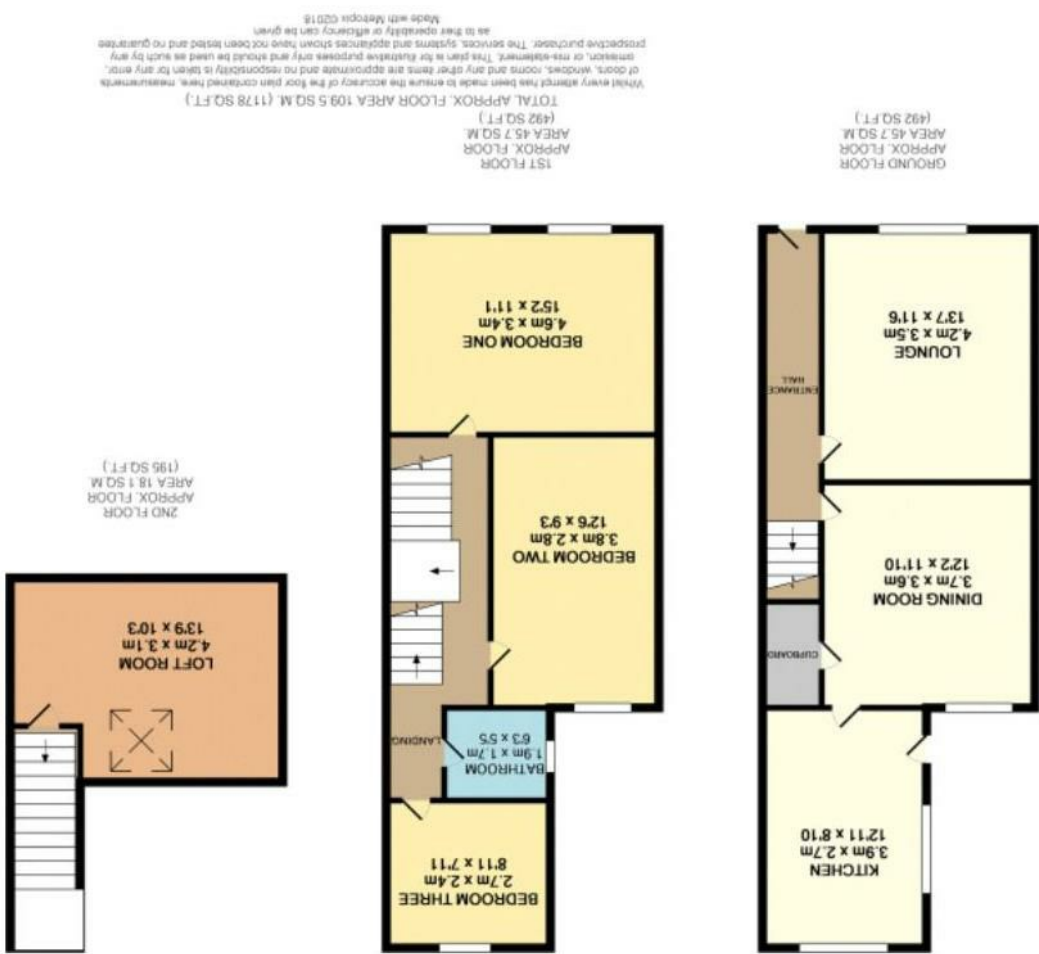 KITCHEN
3.9m x 2.7m
12'11 x 8'10
CUPBOARD
DINING ROOM
3.7m x 3.6m
12'2 x 11'10
ENTRANCE
HALL
LOUNGE
4.2m x 3.5m
13'7 x 11'6
GROUND FLOOR
APPROX. FLOOR
AREA 45.7 SQ.M.
(492 SQ.FT.)
BEDROOM THREE
2.7m x 2.4m
8'11 x 7'11
BATHROOM
1.9m x 1.7m
6'3 x 5'5
LANDING
BEDROOM TWO
3.8m x 2.8m
12'6 x 9'3
BEDROOM ONE
4.6m x 3.4m
15'2 x 11'1
1ST FLOOR
APPROX. FLOOR
AREA 45.7 SQ.M.
(492 SQ.FT.)
LOFT ROOM
4.2m x 3.1m
13'9 x 10'3
2ND FLOOR
APPROX. FLOOR
AREA 18.1 SQ.M.
(195 SQ.FT.)
TOTAL APPROX. FLOOR AREA 109.5 SQ.M. (1178 SQ.FT.)
Whilst every attempt has been made to ensure the accuracy of the floor plan contained here, measurements
of doors, windows, rooms and any other items are approximate and no responsibility is taken for any error,
omission, or mis-statement. This plan is for illustrative purposes only and should be used as such by any
prospective purchaser. The services, systems and appliances shown have not been tested and no guarantee
as to their operability or efficiency can be given
Made with Metropix ©2018